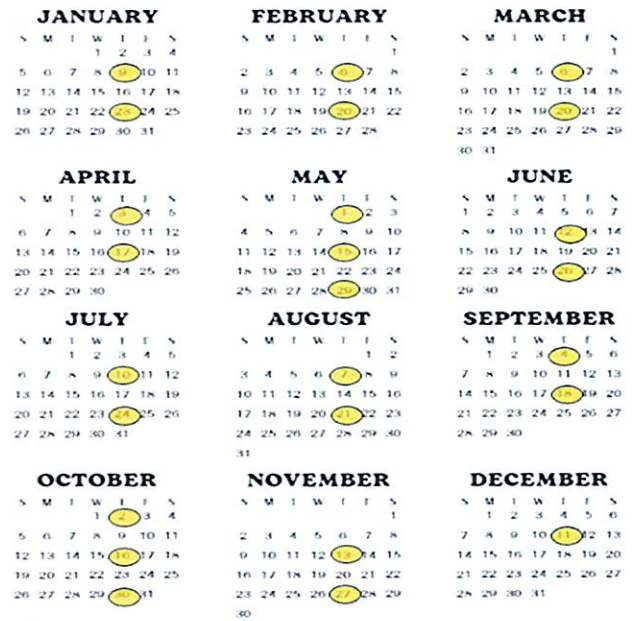 JANUARY
S M T W T F S
1 2 3 4
5 6 7 8 9 10 11
12 13 14 15 16 17 18
19 20 21 22 23 24 25
26 27 28 29 30 31
FEBRUARY
S M T W T F S
1
2 3 4 5 6 7 8
9 10 11 12 13 14 15
16 17 18 19 20 21 22
23 24 25 26 27 28
MARCH
S M T W T F S
1
2 3 4 5 6 7 8
9 10 11 12 13 14 15
16 17 18 19 20 21 22
23 24 25 26 27 28 29
30 31
APRIL
S M T W T F S
1 2 3 4 5
6 7 8 9 10 11 12
13 14 15 16 17 18 19
20 21 22 23 24 25 26
27 28 29 30
MAY
S M T W T F S
1 2 3
4 5 6 7 8 9 10
11 12 13 14 15 16 17
18 19 20 21 22 23 24
25 26 27 28 29 30 31
JUNE
S M T W T F S
1 2 3 4 5 6 7
8 9 10 11 12 13 14
15 16 17 18 19 20 21
22 23 24 25 26 27 28
29 30
JULY
S M T W T F S
1 2 3 4 5
6 7 8 9 10 11 12
13 14 15 16 17 18 19
20 21 22 23 24 25 26
27 28 29 30 31
AUGUST
S M T W T F S
1 2
3 4 5 6 7 8 9
10 11 12 13 14 15 16
17 18 19 20 21 22 23
24 25 26 27 28 29 30
31
SEPTEMBER
S M T W T F S
1 2 3 4 5 6
7 8 9 10 11 12 13
14 15 16 17 18 19 20
21 22 23 24 25 26 27
28 29 30
OCTOBER
S M T W T F S
1 2 3 4
5 6 7 8 9 10 11
12 13 14 15 16 17 18
19 20 21 22 23 24 25
26 27 28 29 30 31
NOVEMBER
S M T W T F S
1
2 3 4 5 6 7 8
9 10 11 12 13 14 15
16 17 18 19 20 21 22
23 24 25 26 27 28 29
30
DECEMBER
S M T W T F S
1 2 3 4 5 6
7 8 9 10 11 12 13
14 15 16 17 18 19 20
21 22 23 24 25 26 27
28 29 30 31